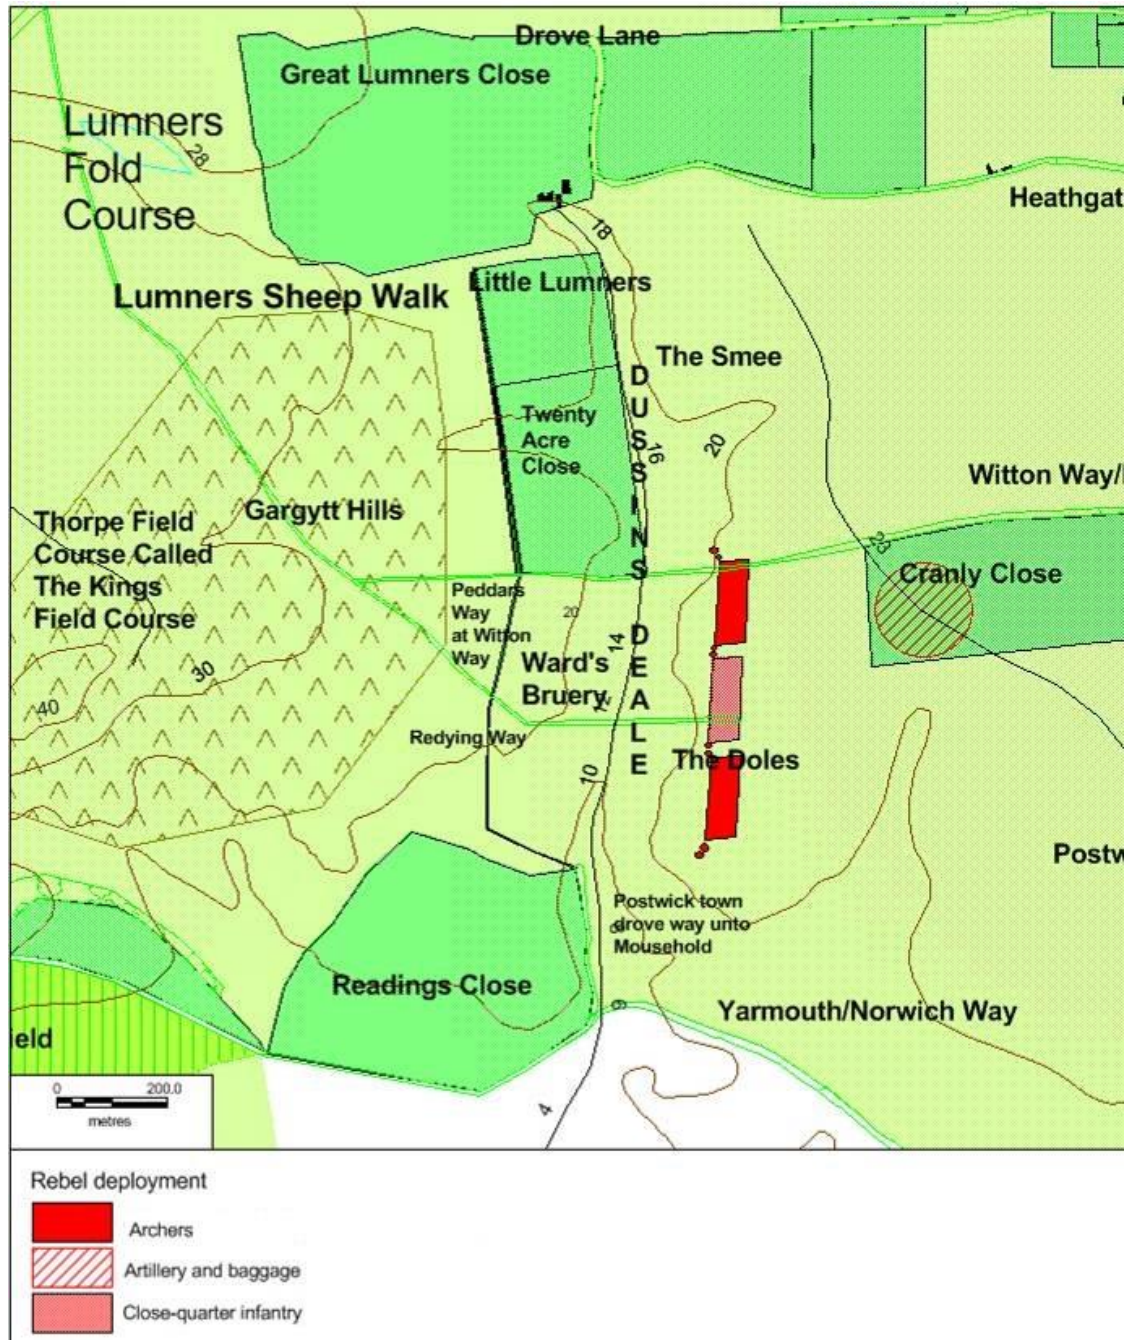 Drove Lane
Great Lumners Close
Lumners
Fold
Course
28
Heathgat
18
Little Lumners
Lumners Sheep Walk
The Smee
DUSSINS DEALE
Twenty
Acre
Close
16
20
Witton Way/
Gargytt Hills
Thorpe Field
Course Called
The Kings
Field Course
23
Cranly Close
Peddars
Way
at Witton
Way
20
14
Ward's
Bruery
12
30
40
Redying Way
10
The Doles
Postw
Postwick town
drove way unto
Mousehold
8
Readings Close
6
Yarmouth/Norwich Way
ield
0 200.0
metres
4
Rebel deployment
Archers
Artillery and baggage
Close-quarter infantry